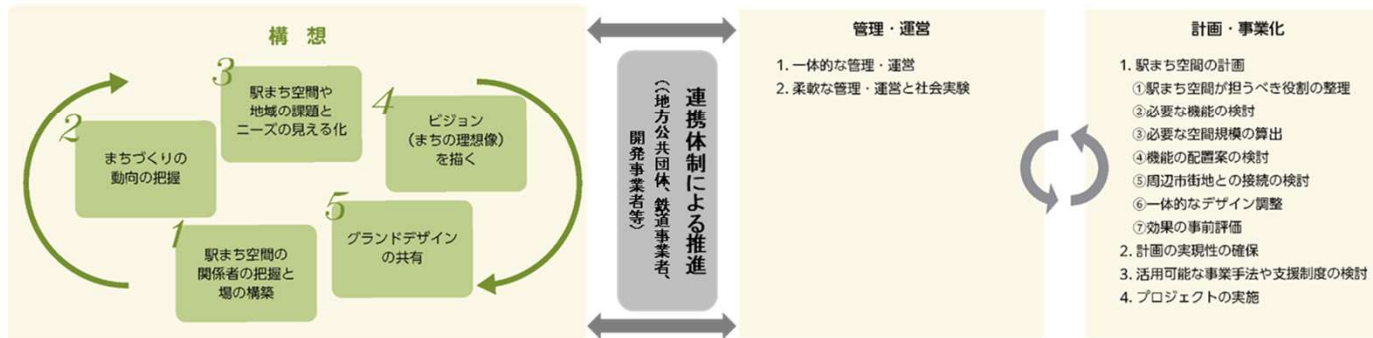 構 想
1
駅まち空間の
関係者の把握と
場の構築
2
まちづくりの
動向の把握
3
駅まち空間や
地域の課題と
ニーズの見える化
4
ビジョン
（まちの理想像）
を描く
5
グランドデザイン
の共有
連携体制による推進
（（地方公共団体、鉄道事業者、
開発事業者等）
管理・運営
1. 一体的な管理・運営
2. 柔軟な管理・運営と社会実験
計画・事業化
1. 駅まち空間の計画
①駅まち空間が担うべき役割の整理
②必要な機能の検討
③必要な空間規模の算出
④機能の配置案の検討
⑤周辺市街地との接続の検討
⑥一体的なデザイン調整
⑦効果の事前評価
2. 計画の実現性の確保
3. 活用可能な事業手法や支援制度の検討
4. プロジェクトの実施